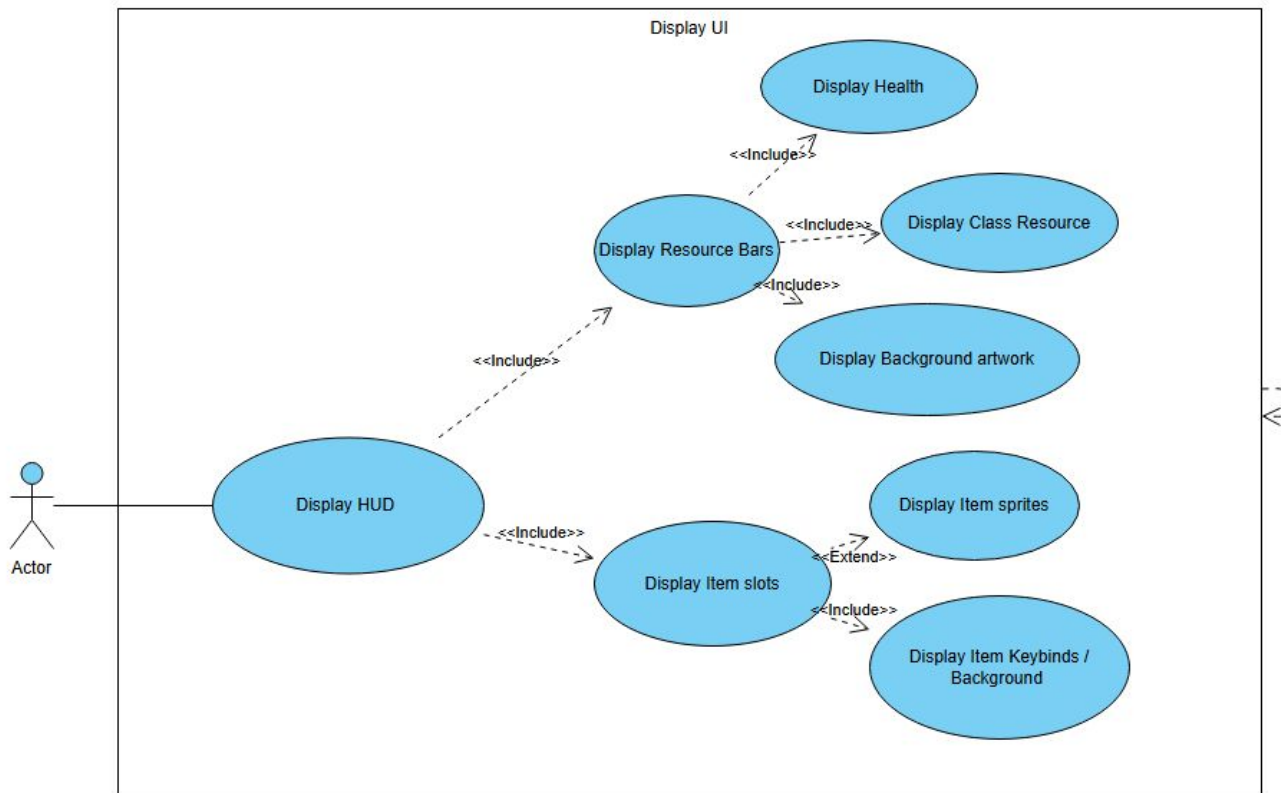 Display UI
Display Health
<<Include>>
Display Class Resource
<<Include>>
Display Resource Bars
<<Include>>
Display Background artwork
<<Include>>
Display HUD
Actor
Display Item sprites
<<Include>>
<<Extend>>
Display Item slots
<<Include>>
Display Item Keybinds /
Background